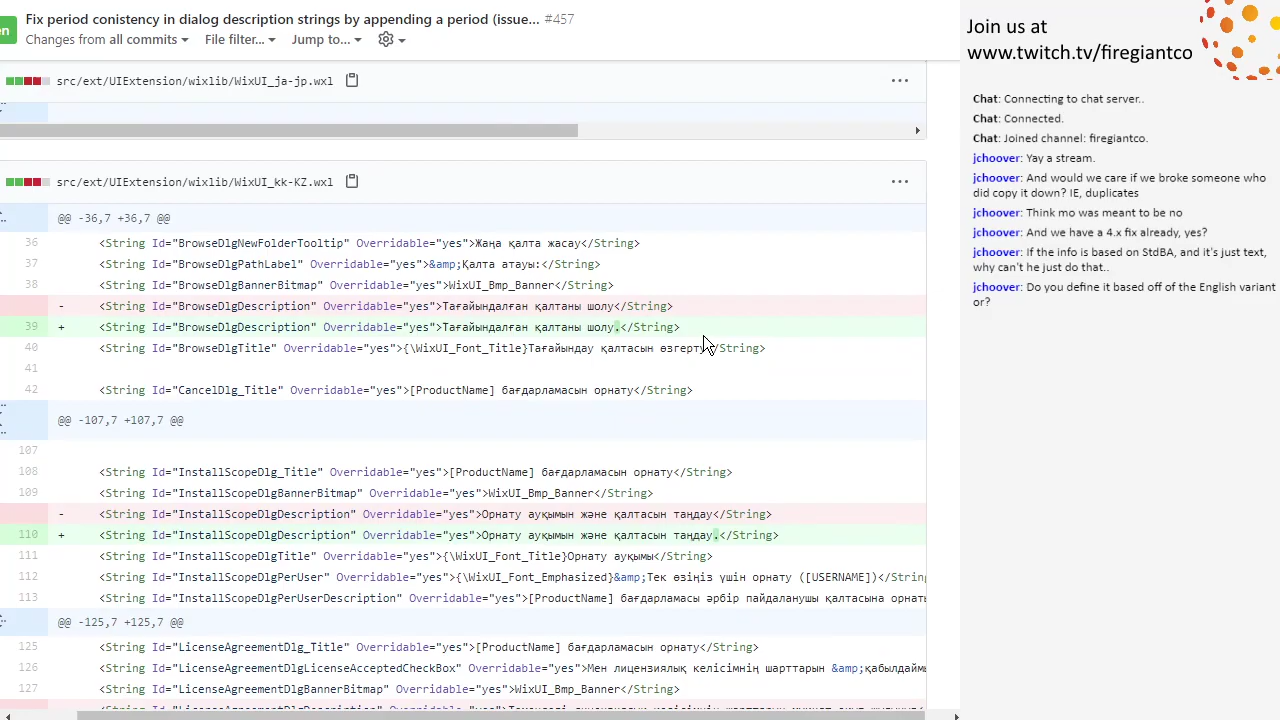 Fix period conistency in dialog description strings by appending a period (issue... #457
en
Changes from all commits File filter... Jump to...
src/ext/UIExtension/wixlib/WixUI_ja-jp.wxl
src/ext/UIExtension/wixlib/WixUI_kk-KZ.wxl
@@ -36,7 +36,7 @@
36 <String Id="BrowseDlgNewFolderTooltip" Overridable="yes">Жаңа қалта жасау</String>
37 <String Id="BrowseDlgPathLabel" Overridable="yes">&amp;Қалта атауы:</String>
38 <String Id="BrowseDlgBannerBitmap" Overridable="yes">WixUI_Bmp_Banner</String>
- <String Id="BrowseDlgDescription" Overridable="yes">Тағайындалған қалтаны шолу</String>
39 + <String Id="BrowseDlgDescription" Overridable="yes">Тағайындалған қалтаны шолу.</String>
40 <String Id="BrowseDlgTitle" Overridable="yes">{\WixUI_Font_Title}Тағайындау қалтасын өзгерту</String>
41
42 <String Id="CancelDlg_Title" Overridable="yes">[ProductName] бағдарламасын орнату</String>
@@ -107,7 +107,7 @@
107
108 <String Id="InstallScopeDlg_Title" Overridable="yes">[ProductName] бағдарламасын орнату</String>
109 <String Id="InstallScopeDlgBannerBitmap" Overridable="yes">WixUI_Bmp_Banner</String>
- <String Id="InstallScopeDlgDescription" Overridable="yes">Орнату ауқымын және қалтасын таңдау</String>
110 + <String Id="InstallScopeDlgDescription" Overridable="yes">Орнату ауқымын және қалтасын таңдау.</String>
111 <String Id="InstallScopeDlgTitle" Overridable="yes">{\WixUI_Font_Title}Орнату ауқымы</String>
112 <String Id="InstallScopeDlgPerUser" Overridable="yes">{\WixUI_Font_Emphasized}&amp;Тек өзіңіз үшін орнату ([USERNAME])</String
113 <String Id="InstallScopeDlgPerUserDescription" Overridable="yes">[ProductName] бағдарламасы әрбір пайдаланушы қалтасына орнаты
@@ -125,7 +125,7 @@
125 <String Id="LicenseAgreementDlg_Title" Overridable="yes">[ProductName] бағдарламасын орнату</String>
126 <String Id="LicenseAgreementDlgLicenseAcceptedCheckBox" Overridable="yes">Мен лицензиялық келісімнің шарттарын &amp;қабылдаймы
127 <String Id="LicenseAgreementDlgBannerBitmap" Overridable="yes">WixUI_Bmp_Banner</String>
Join us at
www.twitch.tv/firegiantco
Chat: Connecting to chat server..
Chat: Connected.
Chat: Joined channel: firegiantco.
jchoover: Yay a stream.
jchoover: And would we care if we broke someone who
did copy it down? IE, duplicates
jchoover: Think mo was meant to be no
jchoover: And we have a 4.x fix already, yes?
jchoover: If the info is based on StdBA, and it's just text,
why can't he just do that..
jchoover: Do you define it based off of the English variant
or?